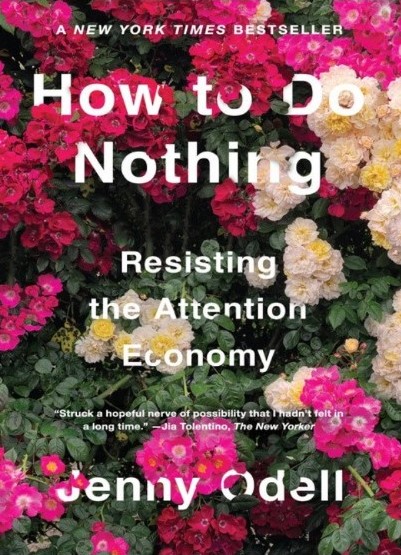 A NEW YORK TIMES BESTSELLER
How to Do
Nothing
Resisting
the Attention
Economy
"Struck a hopeful nerve of possibility that I hadn't felt in
a long time." —Jia Tolentino, The New Yorker
Jenny Odell